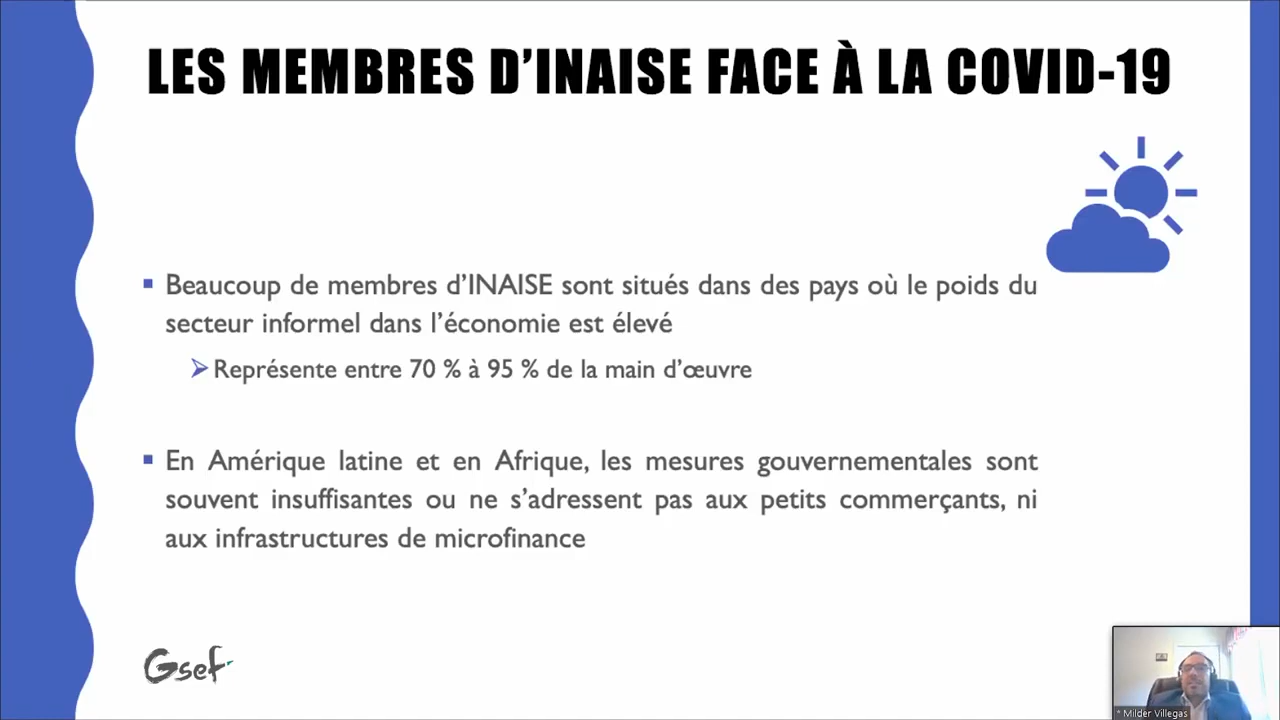 LES MEMBRES D'INAISE FACE À LA COVID-19
▪ Beaucoup de membres d'INAISE sont situés dans des pays où le poids du
secteur informel dans l'économie est élevé
➢ Représente entre 70 % à 95 % de la main d'œuvre
▪ En Amérique latine et en Afrique, les mesures gouvernementales sont
souvent insuffisantes ou ne s'adressent pas aux petits commerçants, ni
aux infrastructures de microfinance
Gsef
* Milder Villegas